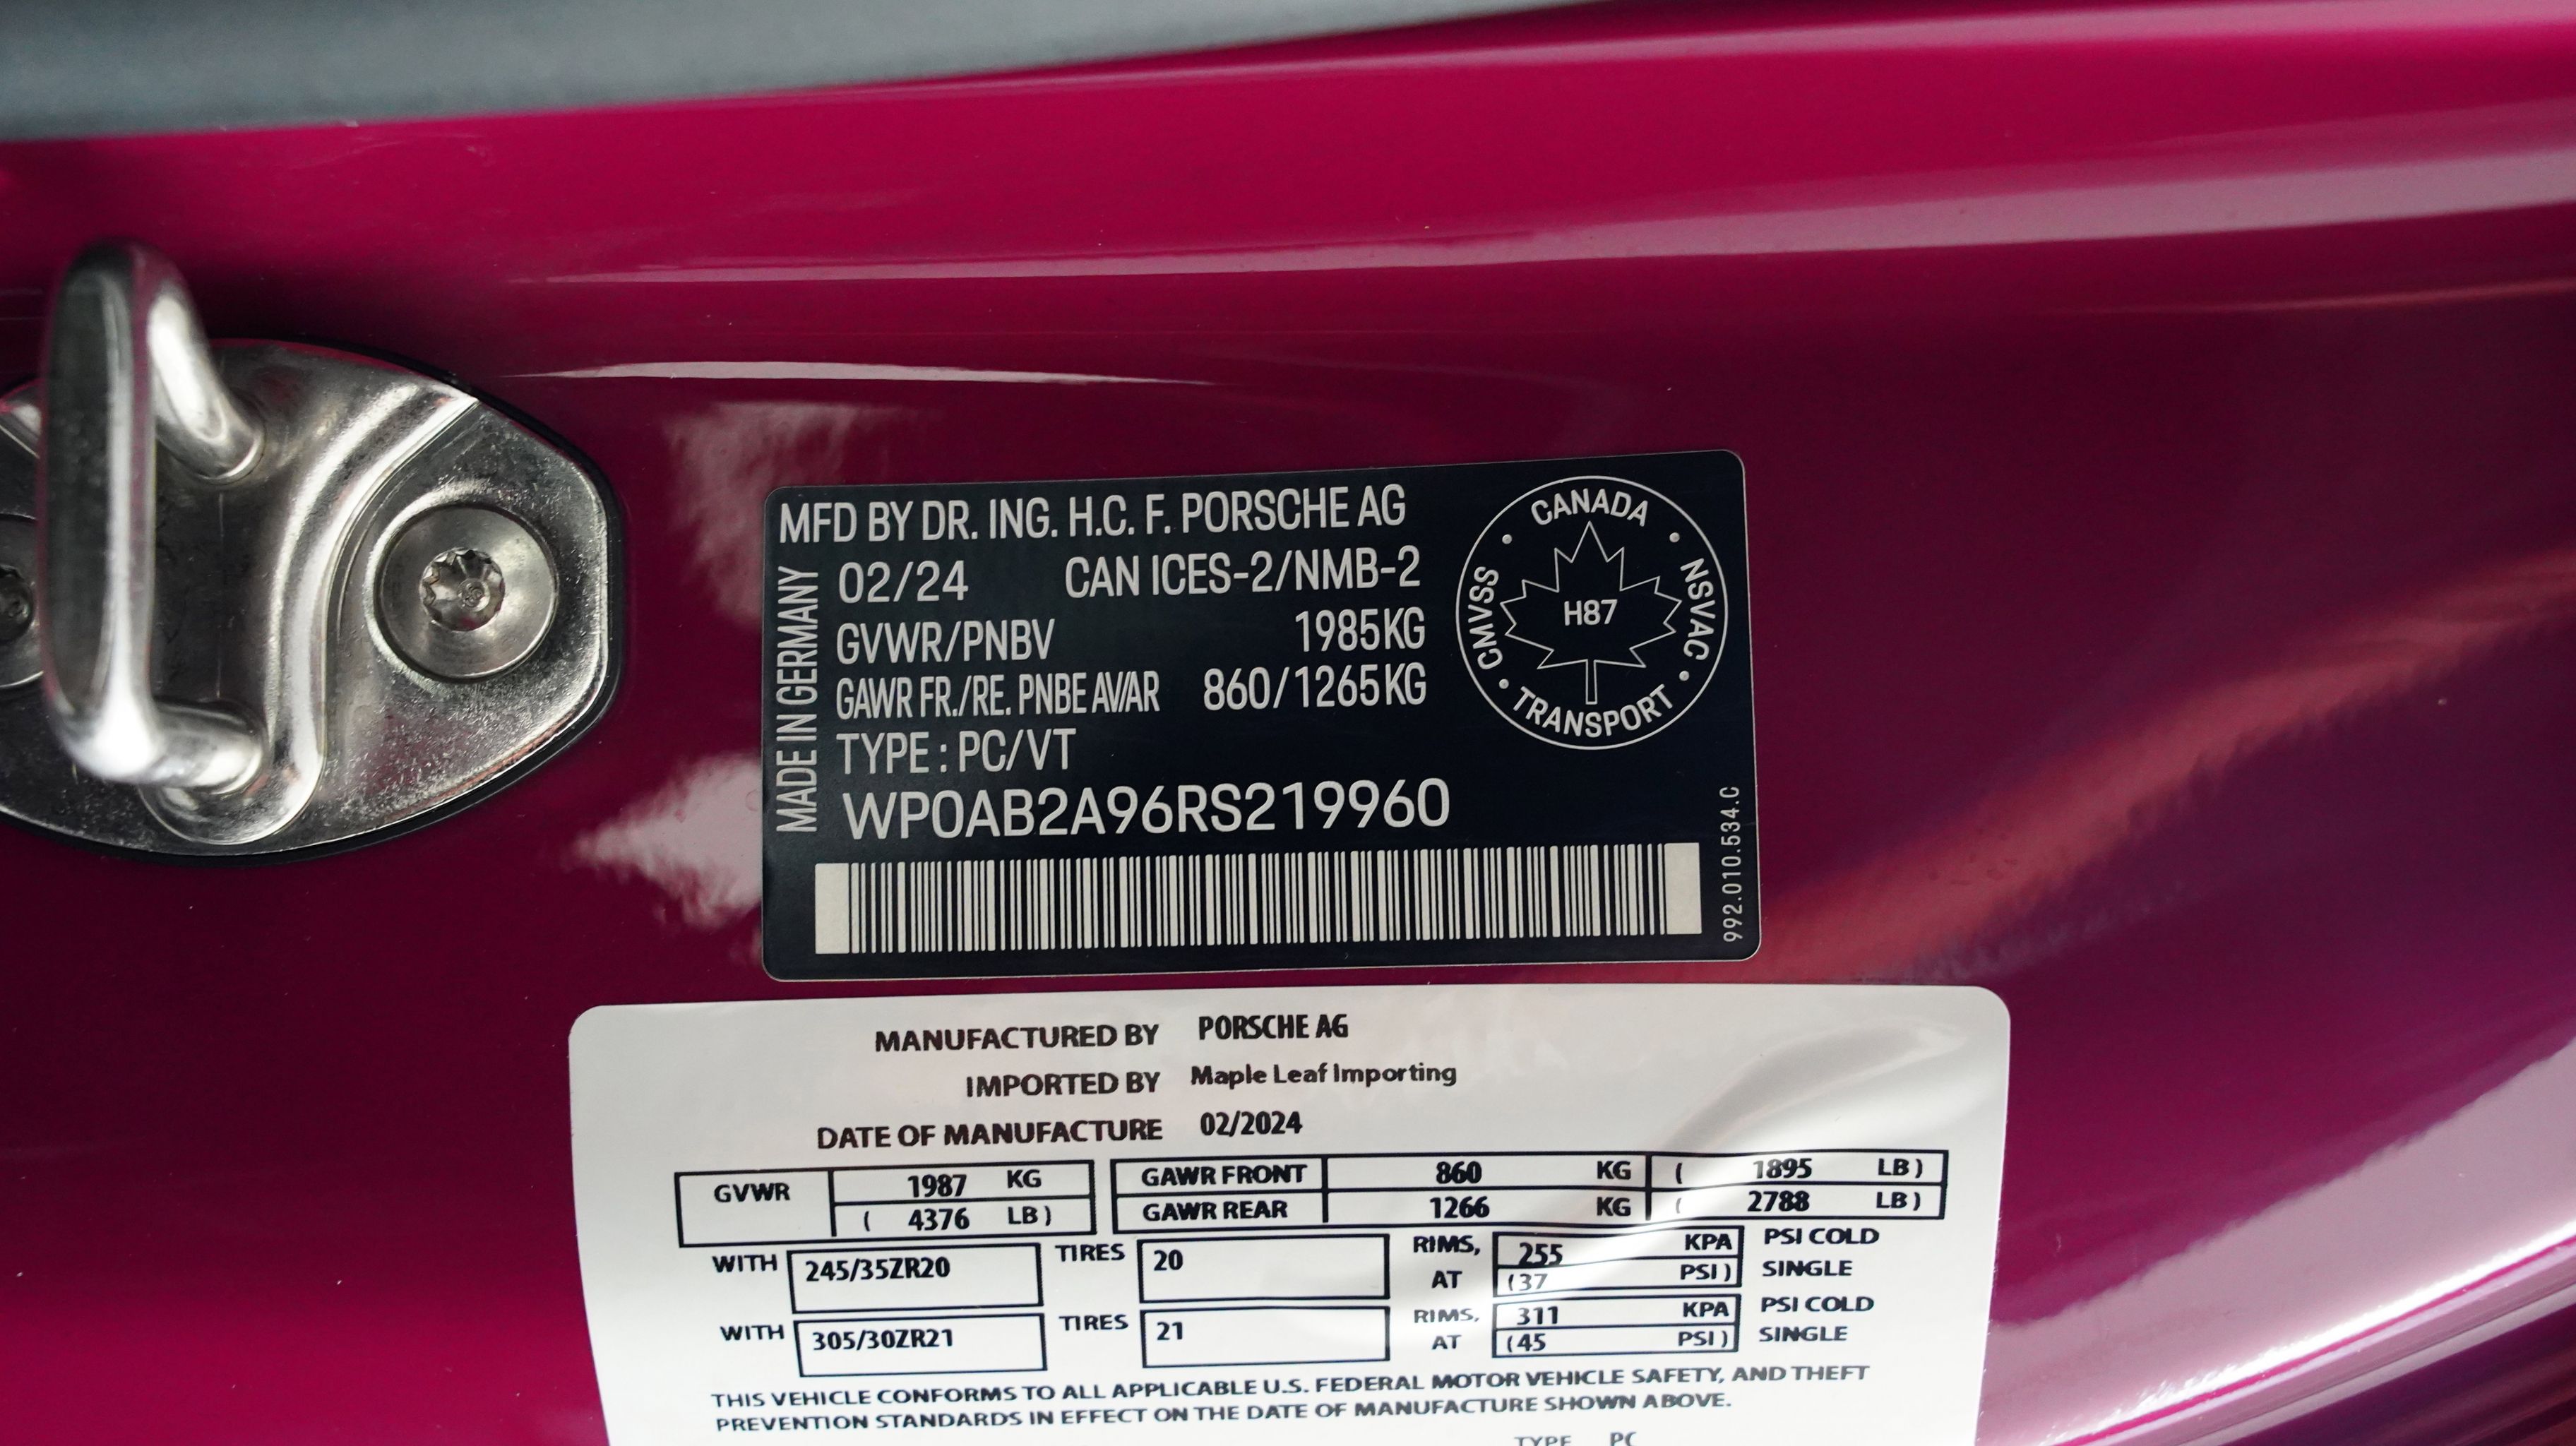 MFD BY DR. ING. H.C. F. PORSCHE AG
02/24 CAN ICES-2/NMB-2
GVWR/PNBV 1985KG
GAWR FR./RE. PNBE AV/AR 860/1265KG
TYPE : PC/VT
WP0AB2A96RS219960
MADE IN GERMANY
CANADA
CMVSS H87 NSVAC
TRANSPORT
992.010.534.C
MANUFACTURED BY PORSCHE AG
IMPORTED BY Maple Leaf Importing
DATE OF MANUFACTURE 02/2024
GVWR 1987 KG GAWR FRONT 860 KG ( 1895 LB )
( 4376 LB ) GAWR REAR 1266 KG ( 2788 LB )
WITH 245/35ZR20 TIRES 20 RIMS, 255 KPA PSI COLD
AT (37 PSI ) SINGLE
WITH 305/30ZR21 TIRES 21 RIMS, 311 KPA PSI COLD
AT (45 PSI ) SINGLE
THIS VEHICLE CONFORMS TO ALL APPLICABLE U.S. FEDERAL MOTOR VEHICLE SAFETY, AND THEFT
PREVENTION STANDARDS IN EFFECT ON THE DATE OF MANUFACTURE SHOWN ABOVE.
TYPE PC